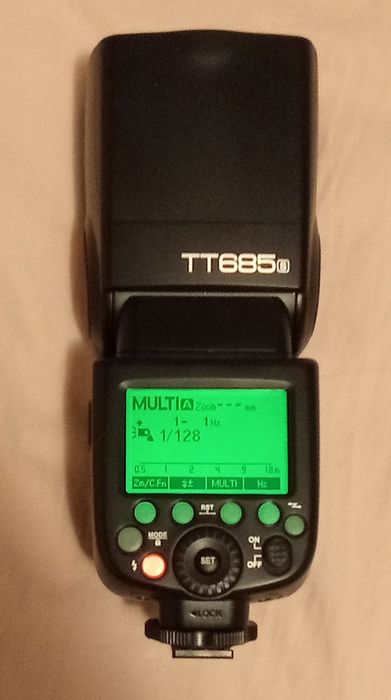 TT685S
MULTI A Zoom --- mm
1- 1Hz
1/128
0.5 1 2 4 9 18m
Zm/C.Fn MULTI Hz
RST
MODE
ON
SET
OFF
◄LOCK